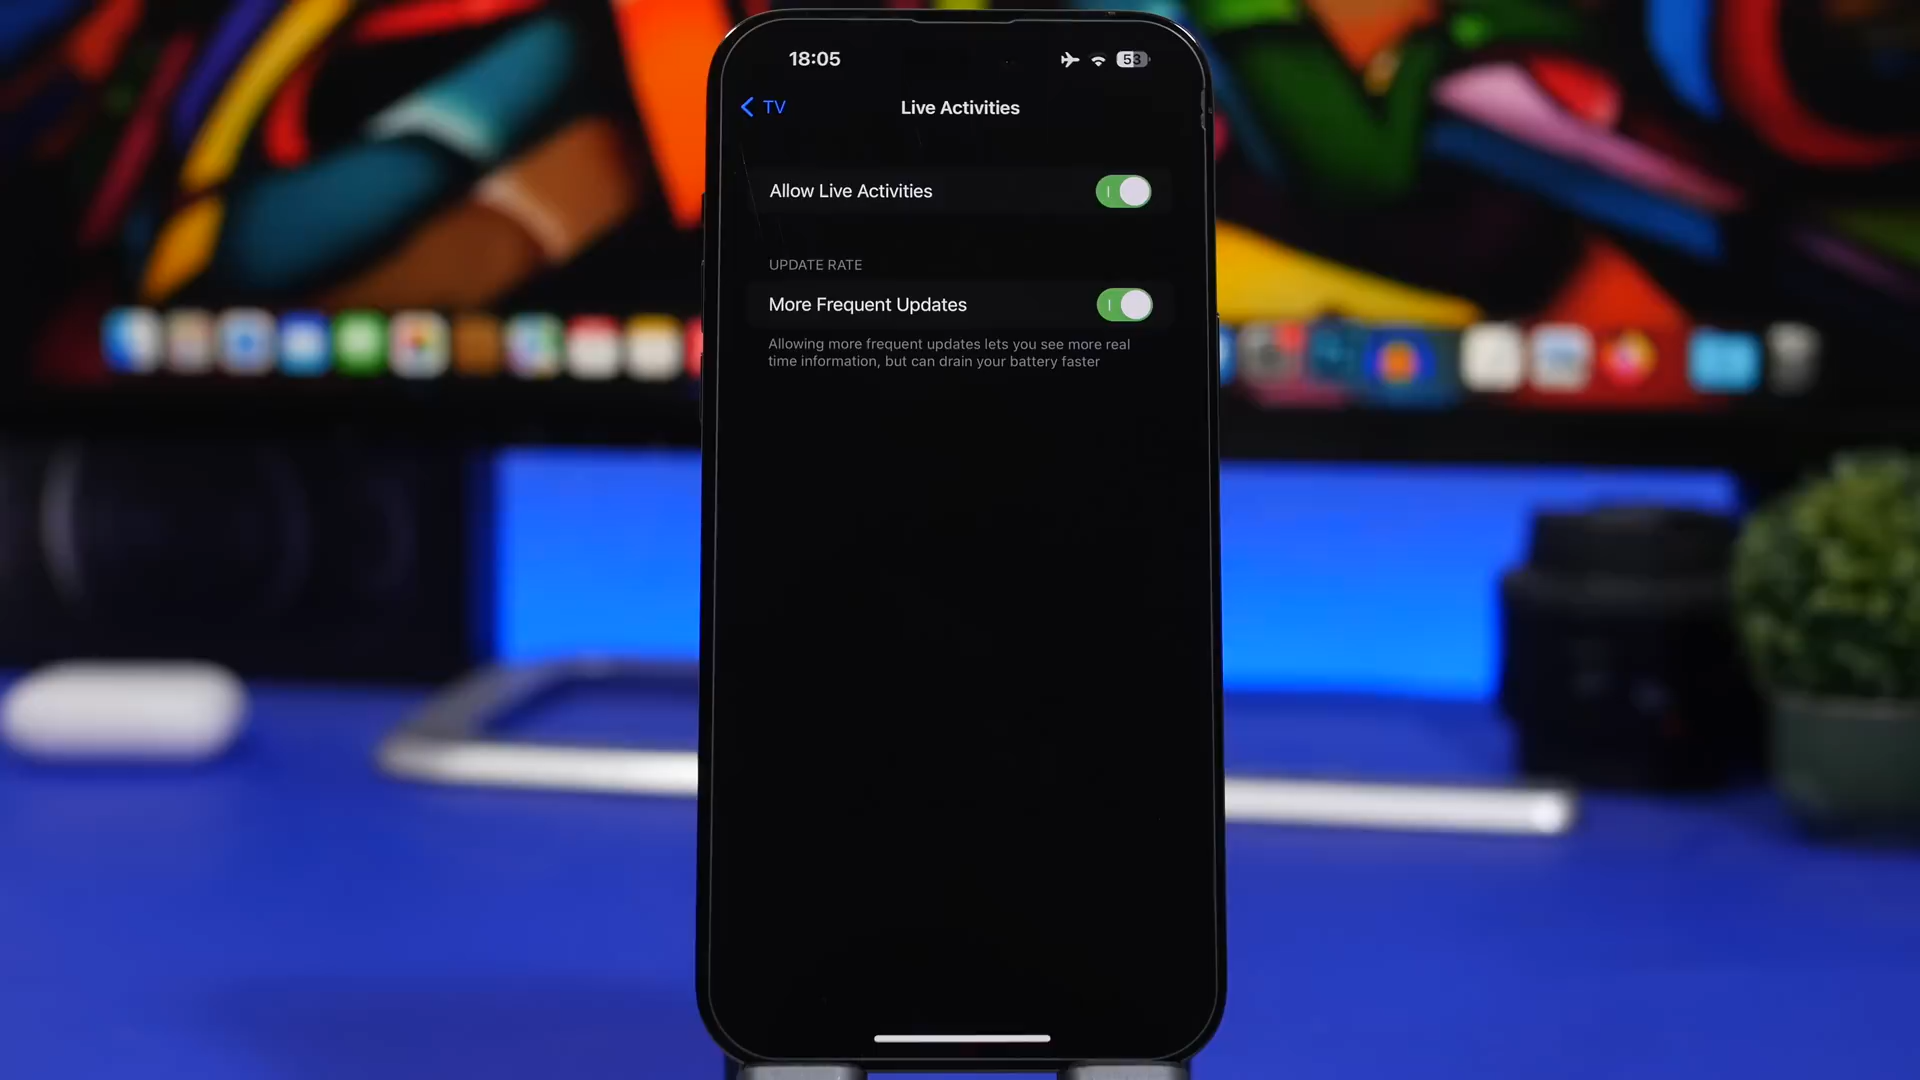 18:05
53
TV
Live Activities
Allow Live Activities
UPDATE RATE
More Frequent Updates
Allowing more frequent updates lets you see more real
time information, but can drain your battery faster